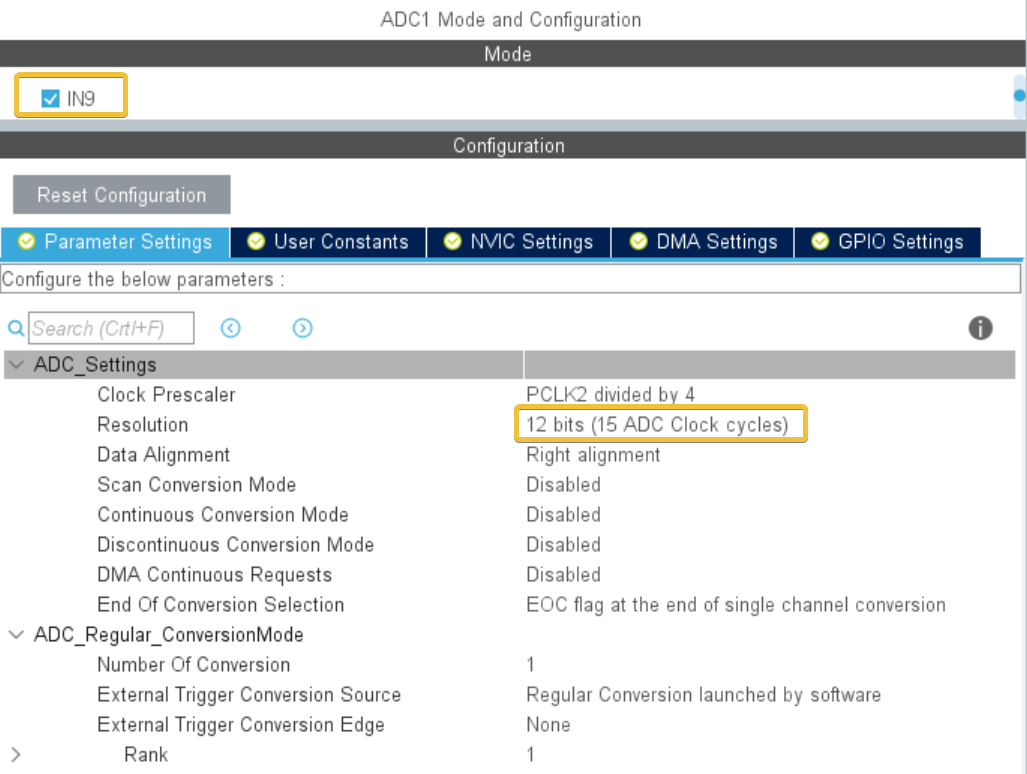 ADC1 Mode and Configuration
Mode
IN9
Configuration
Reset Configuration
Parameter Settings User Constants NVIC Settings DMA Settings GPIO Settings
Configure the below parameters :
Search (Crtl+F)
ADC_Settings
Clock Prescaler PCLK2 divided by 4
Resolution 12 bits (15 ADC Clock cycles)
Data Alignment Right alignment
Scan Conversion Mode Disabled
Continuous Conversion Mode Disabled
Discontinuous Conversion Mode Disabled
DMA Continuous Requests Disabled
End Of Conversion Selection EOC flag at the end of single channel conversion
ADC_Regular_ConversionMode
Number Of Conversion 1
External Trigger Conversion Source Regular Conversion launched by software
External Trigger Conversion Edge None
Rank 1